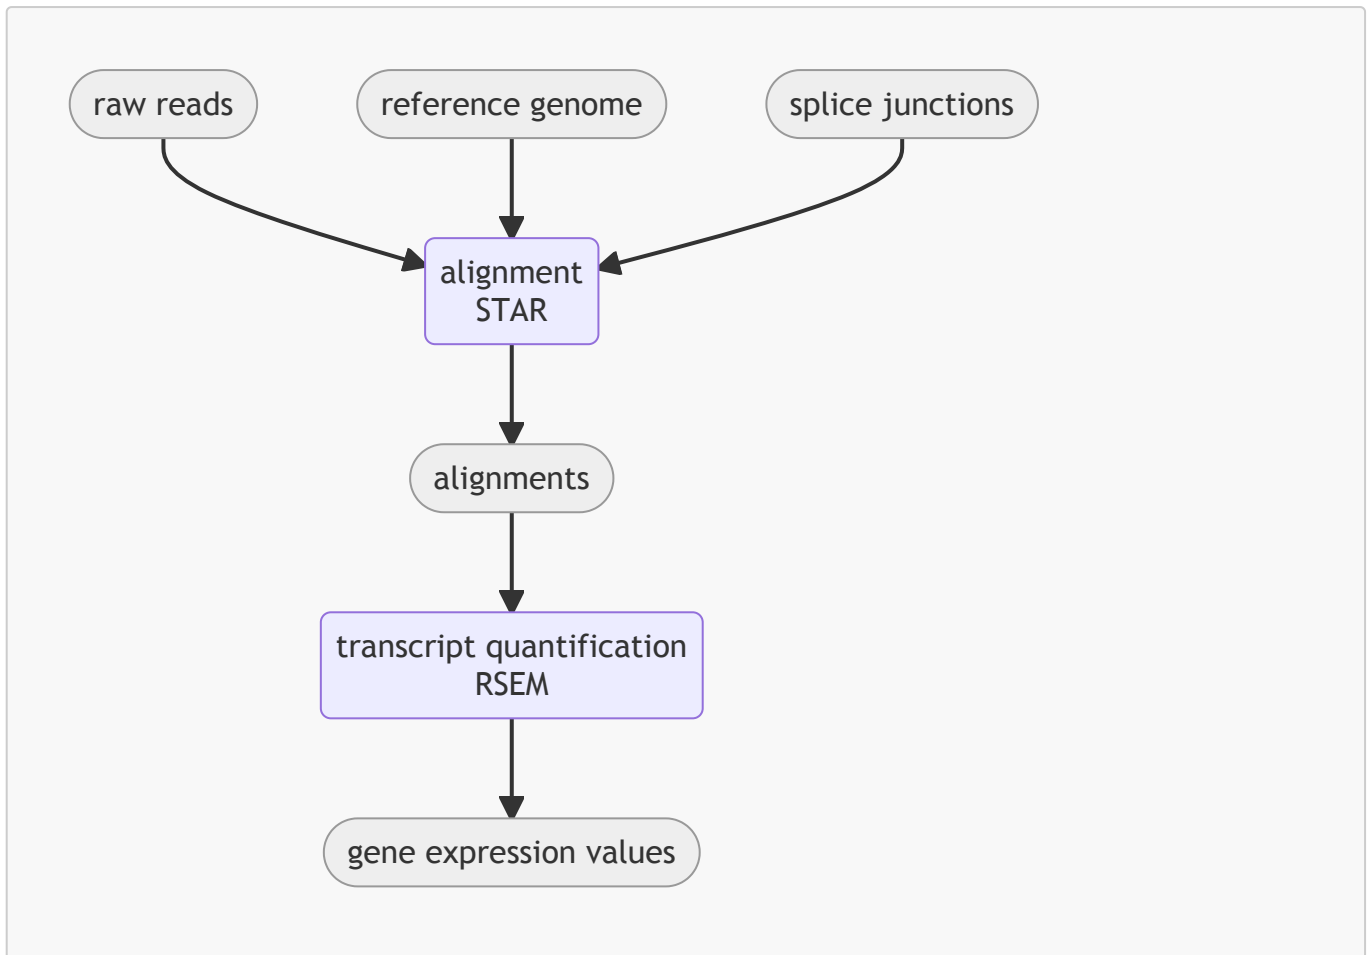 raw reads
reference genome
splice junctions
alignment
STAR
alignments
transcript quantification
RSEM
gene expression values